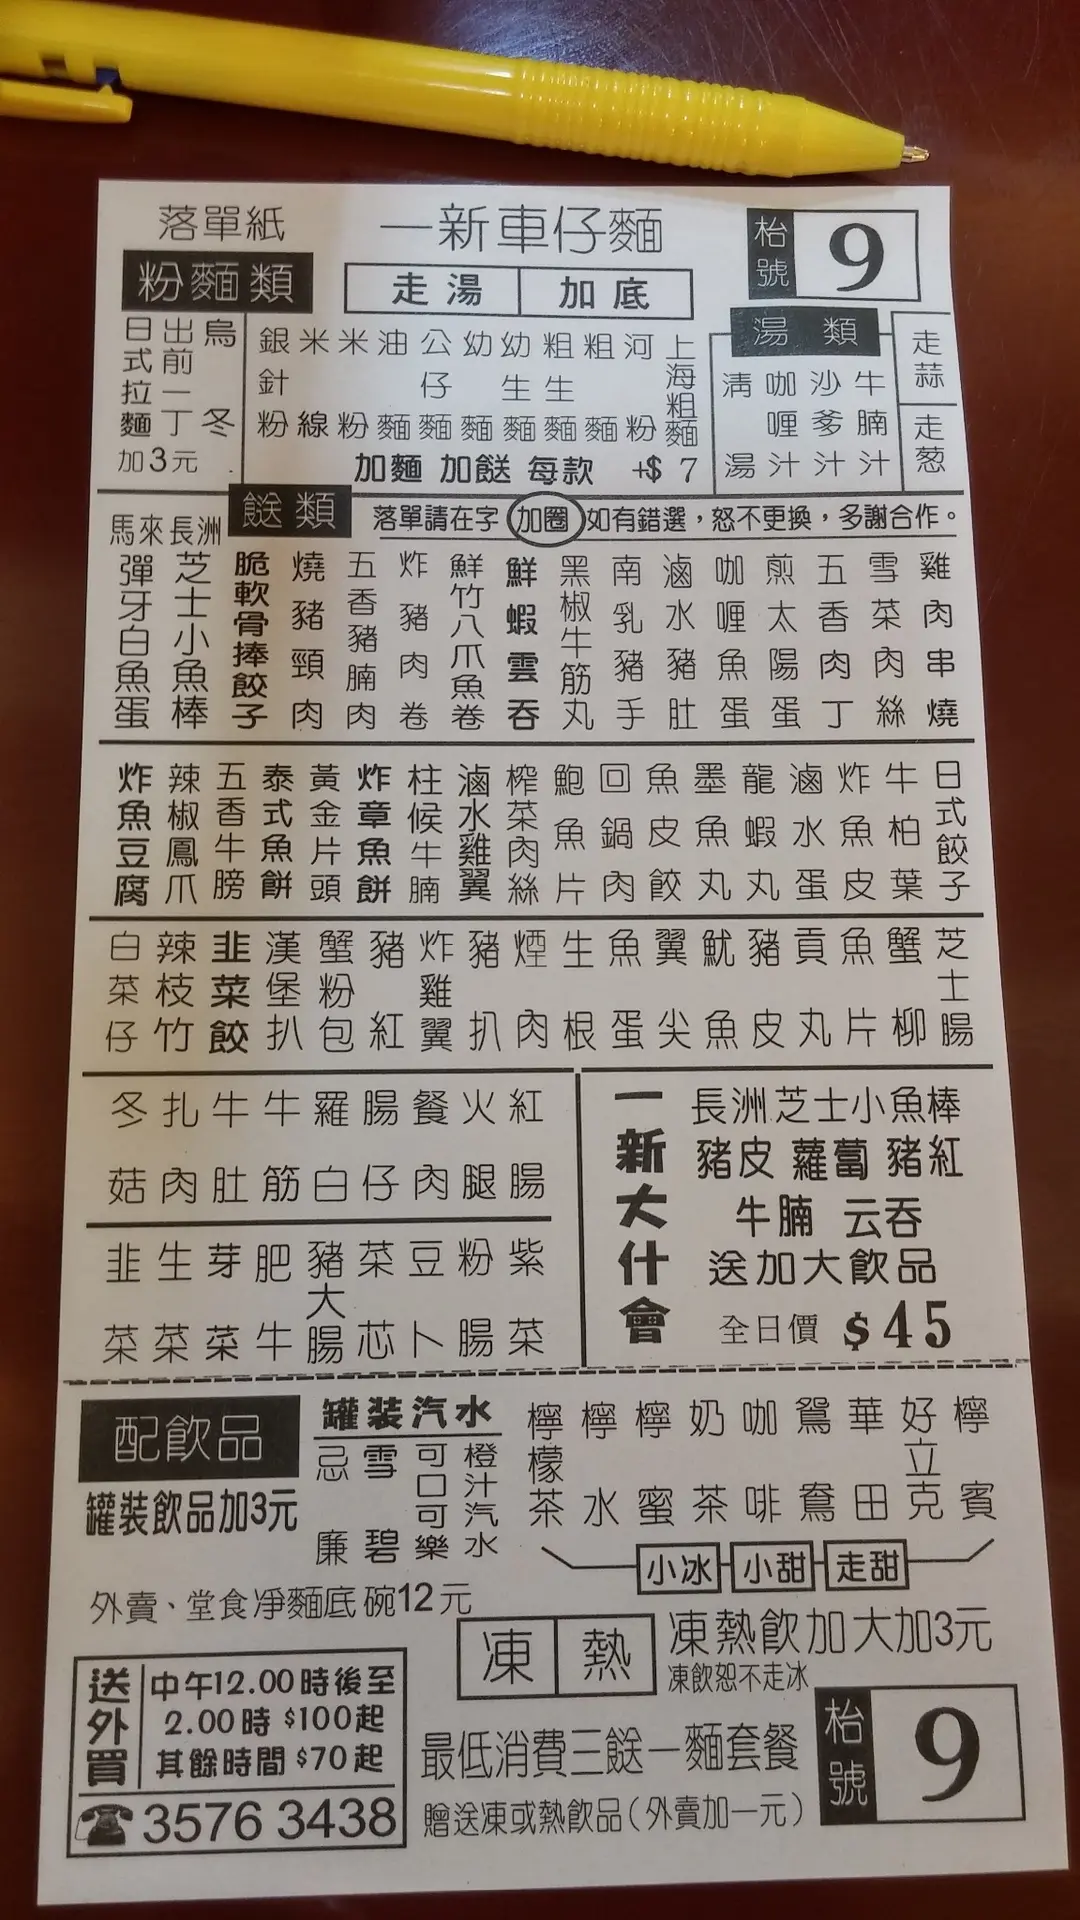 落單紙
一新車仔麵
枱號 9
粉麵類
走湯
加底
日式拉麵
出前一丁
烏冬
加3元
銀針粉
米線
米粉
油麵
公仔麵
幼麵
幼生麵
粗生麵
粗麵
河粉
上海粗麵
加麵 加餸 每款 +$ 7
湯類
淸湯
咖喱汁
沙爹汁
牛腩汁
走蒜
走葱
餸類
落單請在字加圈如有錯選，怒不更換，多謝合作。
馬來彈牙白魚蛋
長洲芝士小魚棒
脆軟骨捧餃子
燒豬頸肉
五香豬腩肉
炸豬肉卷
鮮竹八爪魚卷
鮮蝦雲吞
黑椒牛筋丸
南乳豬手
滷水豬肚
咖喱魚蛋
煎太陽蛋
五香肉丁
雪菜肉絲
雞肉串燒
炸魚豆腐
辣椒鳳爪
五香牛膀
泰式魚餅
黃金片頭
炸章魚餅
柱候牛腩
滷水雞翼
榨菜肉絲
鮑魚片
回鍋肉
魚皮餃
墨魚丸
龍蝦丸
滷水蛋
炸魚皮
牛柏葉
日式餃子
白菜仔
辣枝竹
韭菜餃
漢堡扒
蟹粉包
豬紅
炸雞翼
豬扒
煙肉
生根
魚蛋
翼尖
魷魚
豬皮
貢丸
魚片
蟹柳
芝士腸
冬菇
扎肉
牛肚
牛筋
羅白
腸仔
餐肉
火腿
紅腸
韭菜
生菜
芽菜
肥牛
豬大腸
菜芯
豆卜
粉腸
紫菜
一新大什會
長洲芝士小魚棒
豬皮 蘿蔔 豬紅
牛腩 云吞
送加大飲品
全日價 $45
配飲品
罐裝飲品加3元
罐裝汽水
忌廉
雪碧
可口可樂
橙汁汽水
檸檬茶
檸水
檸蜜
奶茶
咖啡
鴛鴦
華田
好立克
檸賓
小冰
小甜
走甜
外賣、堂食凈麵底 碗12元
凍
熱
凍熱飲加大加3元
凍飲恕不走冰
送外買
中午12.00時後至
2.00時 $100起
其餘時間 $70起
☎3576 3438
最低消費三餸一麵套餐
贈送凍或熱飲品(外賣加一元)
枱號 9